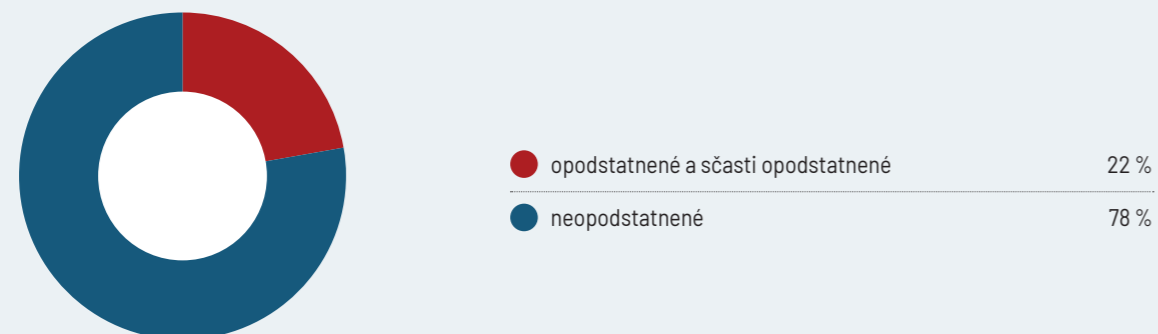 opodstatnené a sčasti opodstatnené 22 %
neopodstatnené 78 %